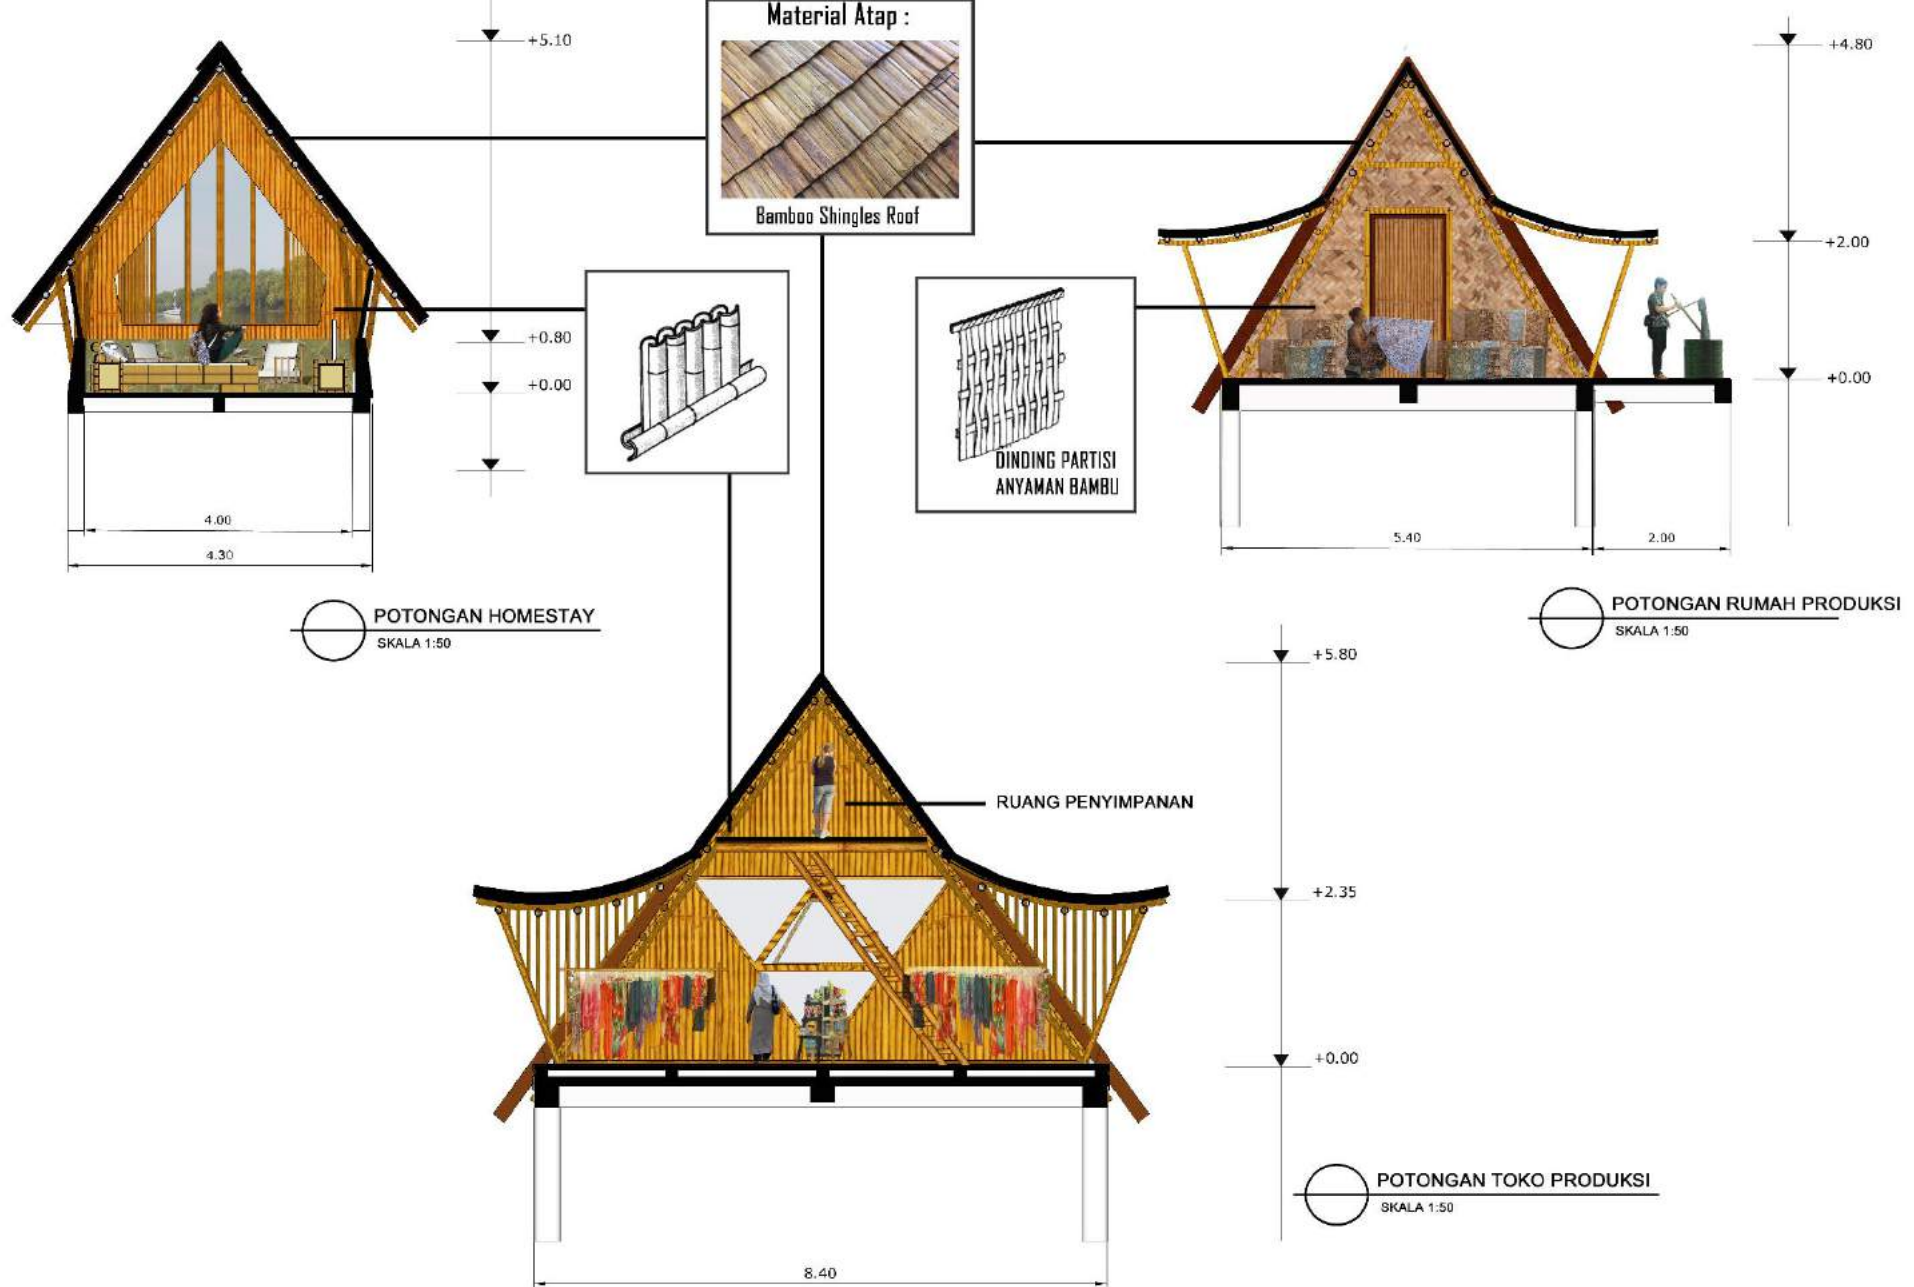 Material Atap :
Bamboo Shingles Roof
+5.10
+0.80
+0.00
4.00
4.30
POTONGAN HOMESTAY
SKALA 1:50
DINDING PARTISI
ANYAMAN BAMBU
+4.80
+2.00
+0.00
5.40
2.00
POTONGAN RUMAH PRODUKSI
SKALA 1:50
+5.80
RUANG PENYIMPANAN
+2.35
+0.00
POTONGAN TOKO PRODUKSI
SKALA 1:50
8.40